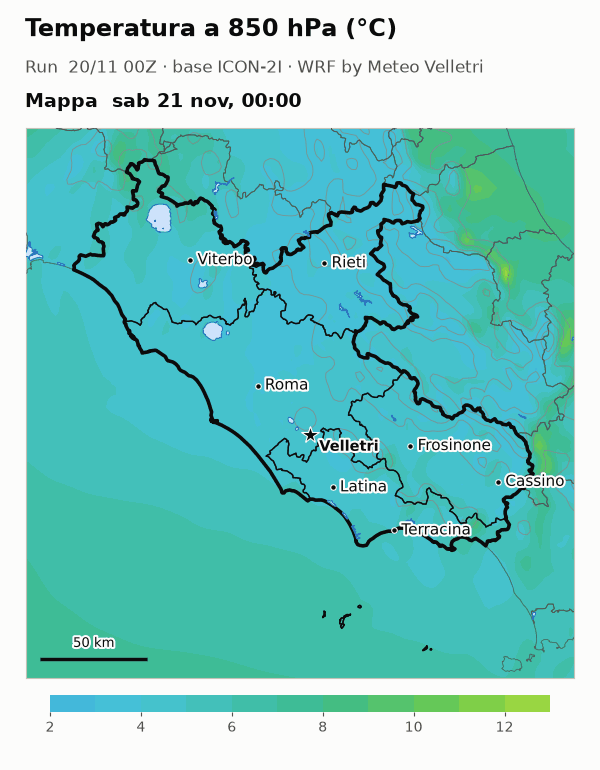 Temperatura a 850 hPa (°C)
Run  20/11 00Z · base ICON-2I · WRF by Meteo Velletri
Mappa  sab 21 nov, 00:00
Viterbo
Rieti
Roma
Velletri
Frosinone
Latina
Cassino
Terracina
50 km
2 4 6 8 10 12